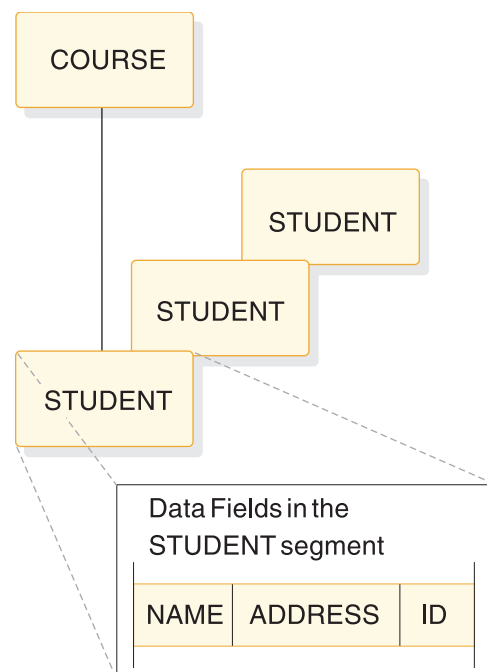 COURSE
STUDENT
STUDENT
STUDENT
Data Fields in the
STUDENT segment
NAME ADDRESS ID